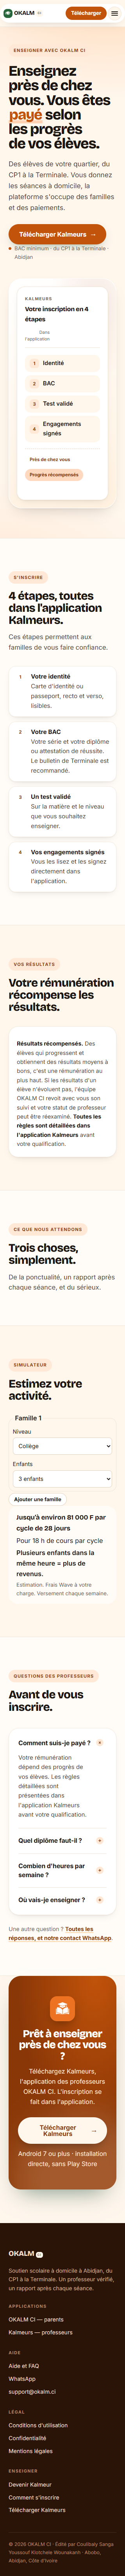 OKALM CI
Télécharger
ENSEIGNER AVEC OKALM CI
Enseignez
près de chez
vous. Vous êtes
payé selon
les progrès
de vos élèves.
Des élèves de votre quartier, du
CP1 à la Terminale. Vous donnez
les séances à domicile, la
plateforme s'occupe des familles
et des paiements.
Télécharger Kalmeurs →
BAC minimum · du CP1 à la Terminale ·
Abidjan
KALMEURS
Votre inscription en 4
étapes
Dans
l'application
1 Identité
2 BAC
3 Test validé
4 Engagements
signés
Près de chez vous
Progrès récompensés
S'INSCRIRE
4 étapes, toutes
dans l'application
Kalmeurs.
Ces étapes permettent aux
familles de vous faire confiance.
1 Votre identité
Carte d'identité ou
passeport, recto et verso,
lisibles.
2 Votre BAC
Votre série et votre diplôme
ou attestation de réussite.
Le bulletin de Terminale est
recommandé.
3 Un test validé
Sur la matière et le niveau
que vous souhaitez
enseigner.
4 Vos engagements signés
Vous les lisez et les signez
directement dans
l'application.
VOS RÉSULTATS
Votre rémunération
récompense les
résultats.
Résultats récompensés. Des
élèves qui progressent et
obtiennent des résultats moyens à
bons, c'est une rémunération au
plus haut. Si les résultats d'un
élève n'évoluent pas, l'équipe
OKALM CI revoit avec vous son
suivi et votre statut de professeur
peut être réexaminé. Toutes les
règles sont détaillées dans
l'application Kalmeurs avant
votre qualification.
CE QUE NOUS ATTENDONS
Trois choses,
simplement.
De la ponctualité, un rapport après
chaque séance, et du sérieux.
SIMULATEUR
Estimez votre
activité.
Famille 1
Niveau
Collège
Enfants
3 enfants
Ajouter une famille
Jusqu'à environ 81 000 F par
cycle de 28 jours
Pour 18 h de cours par cycle
Plusieurs enfants dans la
même heure = plus de
revenus.
Estimation. Frais Wave à votre
charge. Versement chaque semaine.
QUESTIONS DES PROFESSEURS
Avant de vous
inscrire.
Comment suis-je payé ?
Votre rémunération
dépend des progrès de
vos élèves. Les règles
détaillées sont
présentées dans
l'application Kalmeurs
avant votre qualification.
Quel diplôme faut-il ? +
Combien d'heures par
semaine ? +
Où vais-je enseigner ? +
Une autre question ? Toutes les
réponses, et notre contact WhatsApp.
Prêt à enseigner
près de chez vous
?
Téléchargez Kalmeurs,
l'application des professeurs
OKALM CI. L'inscription se
fait dans l'application.
Télécharger
Kalmeurs →
Android 7 ou plus · installation
directe, sans Play Store
OKALM CI
Soutien scolaire à domicile à Abidjan, du
CP1 à la Terminale. Un professeur vérifié,
un rapport après chaque séance.
APPLICATIONS
OKALM CI — parents
Kalmeurs — professeurs
AIDE
Aide et FAQ
WhatsApp
support@okalm.ci
LÉGAL
Conditions d'utilisation
Confidentialité
Mentions légales
ENSEIGNER
Devenir Kalmeur
Comment s'inscrire
Télécharger Kalmeurs
© 2026 OKALM CI · Édité par Coulibaly Sanga
Youssouf Kistchele Wounakamh · Abobo,
Abidjan, Côte d'Ivoire